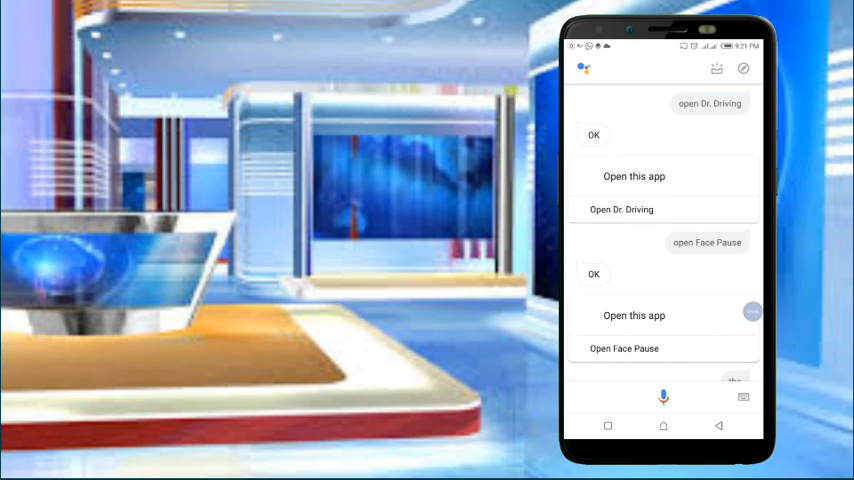 9:21 PM
open Dr. Driving
OK
Open this app
Open Dr. Driving
open Face Pause
OK
Open this app
Open Face Pause